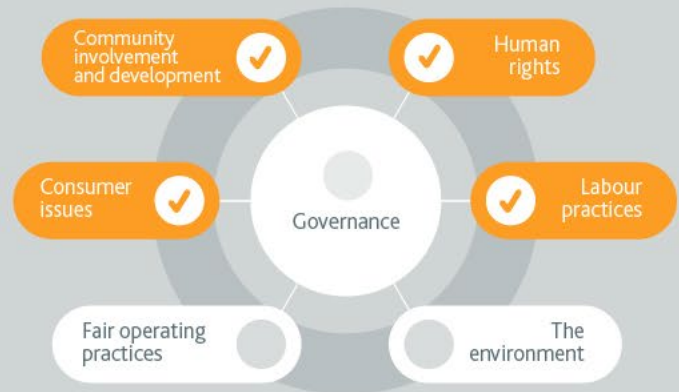 Community
involvement
and development
Human
rights
Consumer
issues
Governance
Labour
practices
Fair operating
practices
The
environment